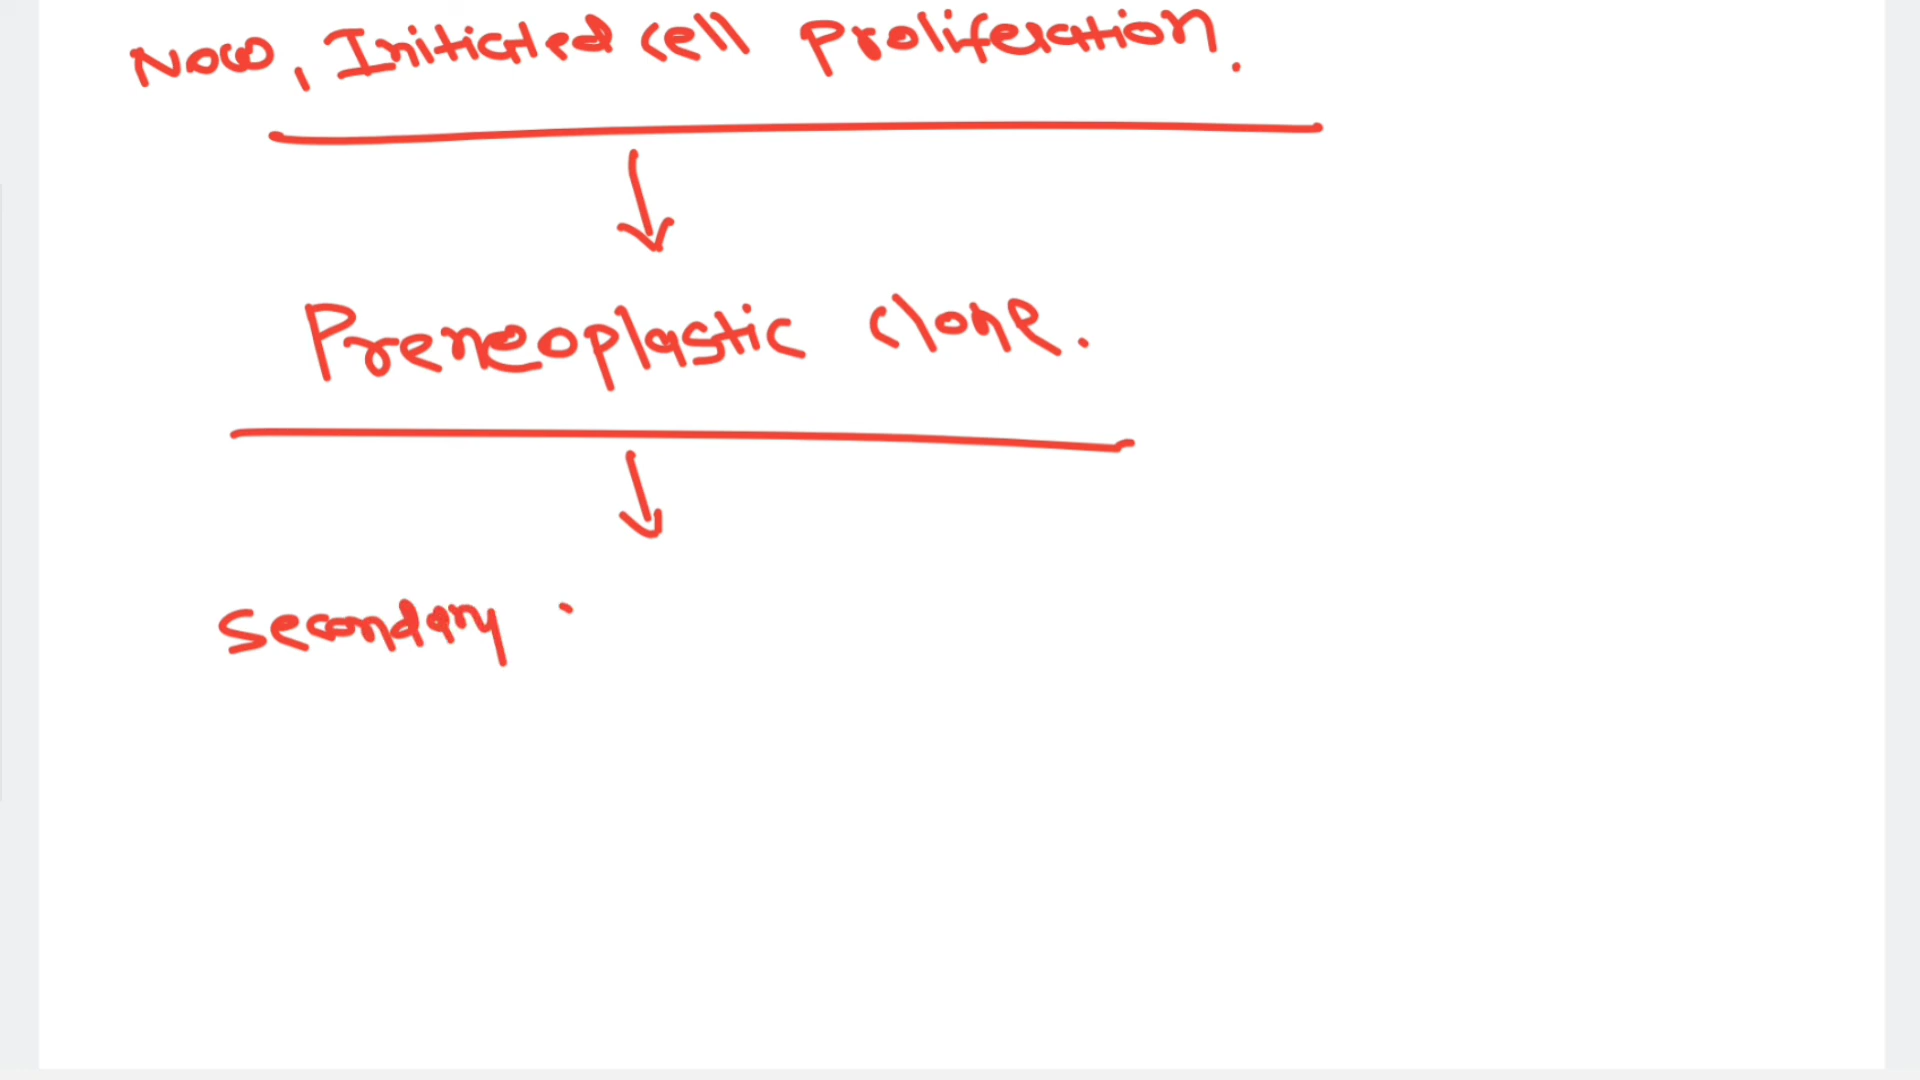 Now, Initiated cell proliferation.
Preneoplastic clone.
Secondary